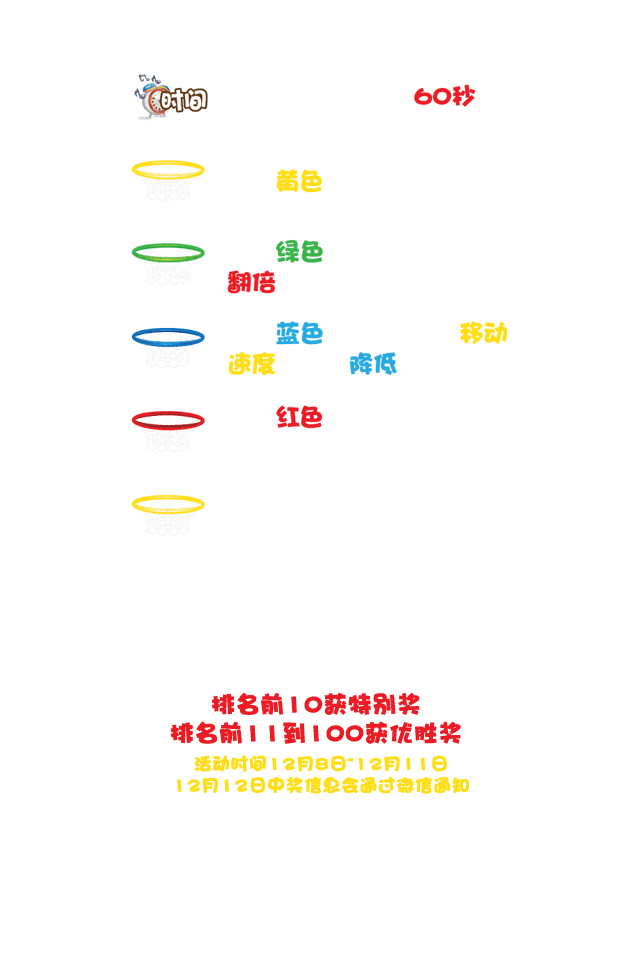 时间 60秒
黄色
绿色
翻倍
蓝色 移动
速度 降低
红色
排名前10获特别奖
排名前11到100获优胜奖
活动时间12月8日~12月11日
12月12日中奖信息会通过微信通知